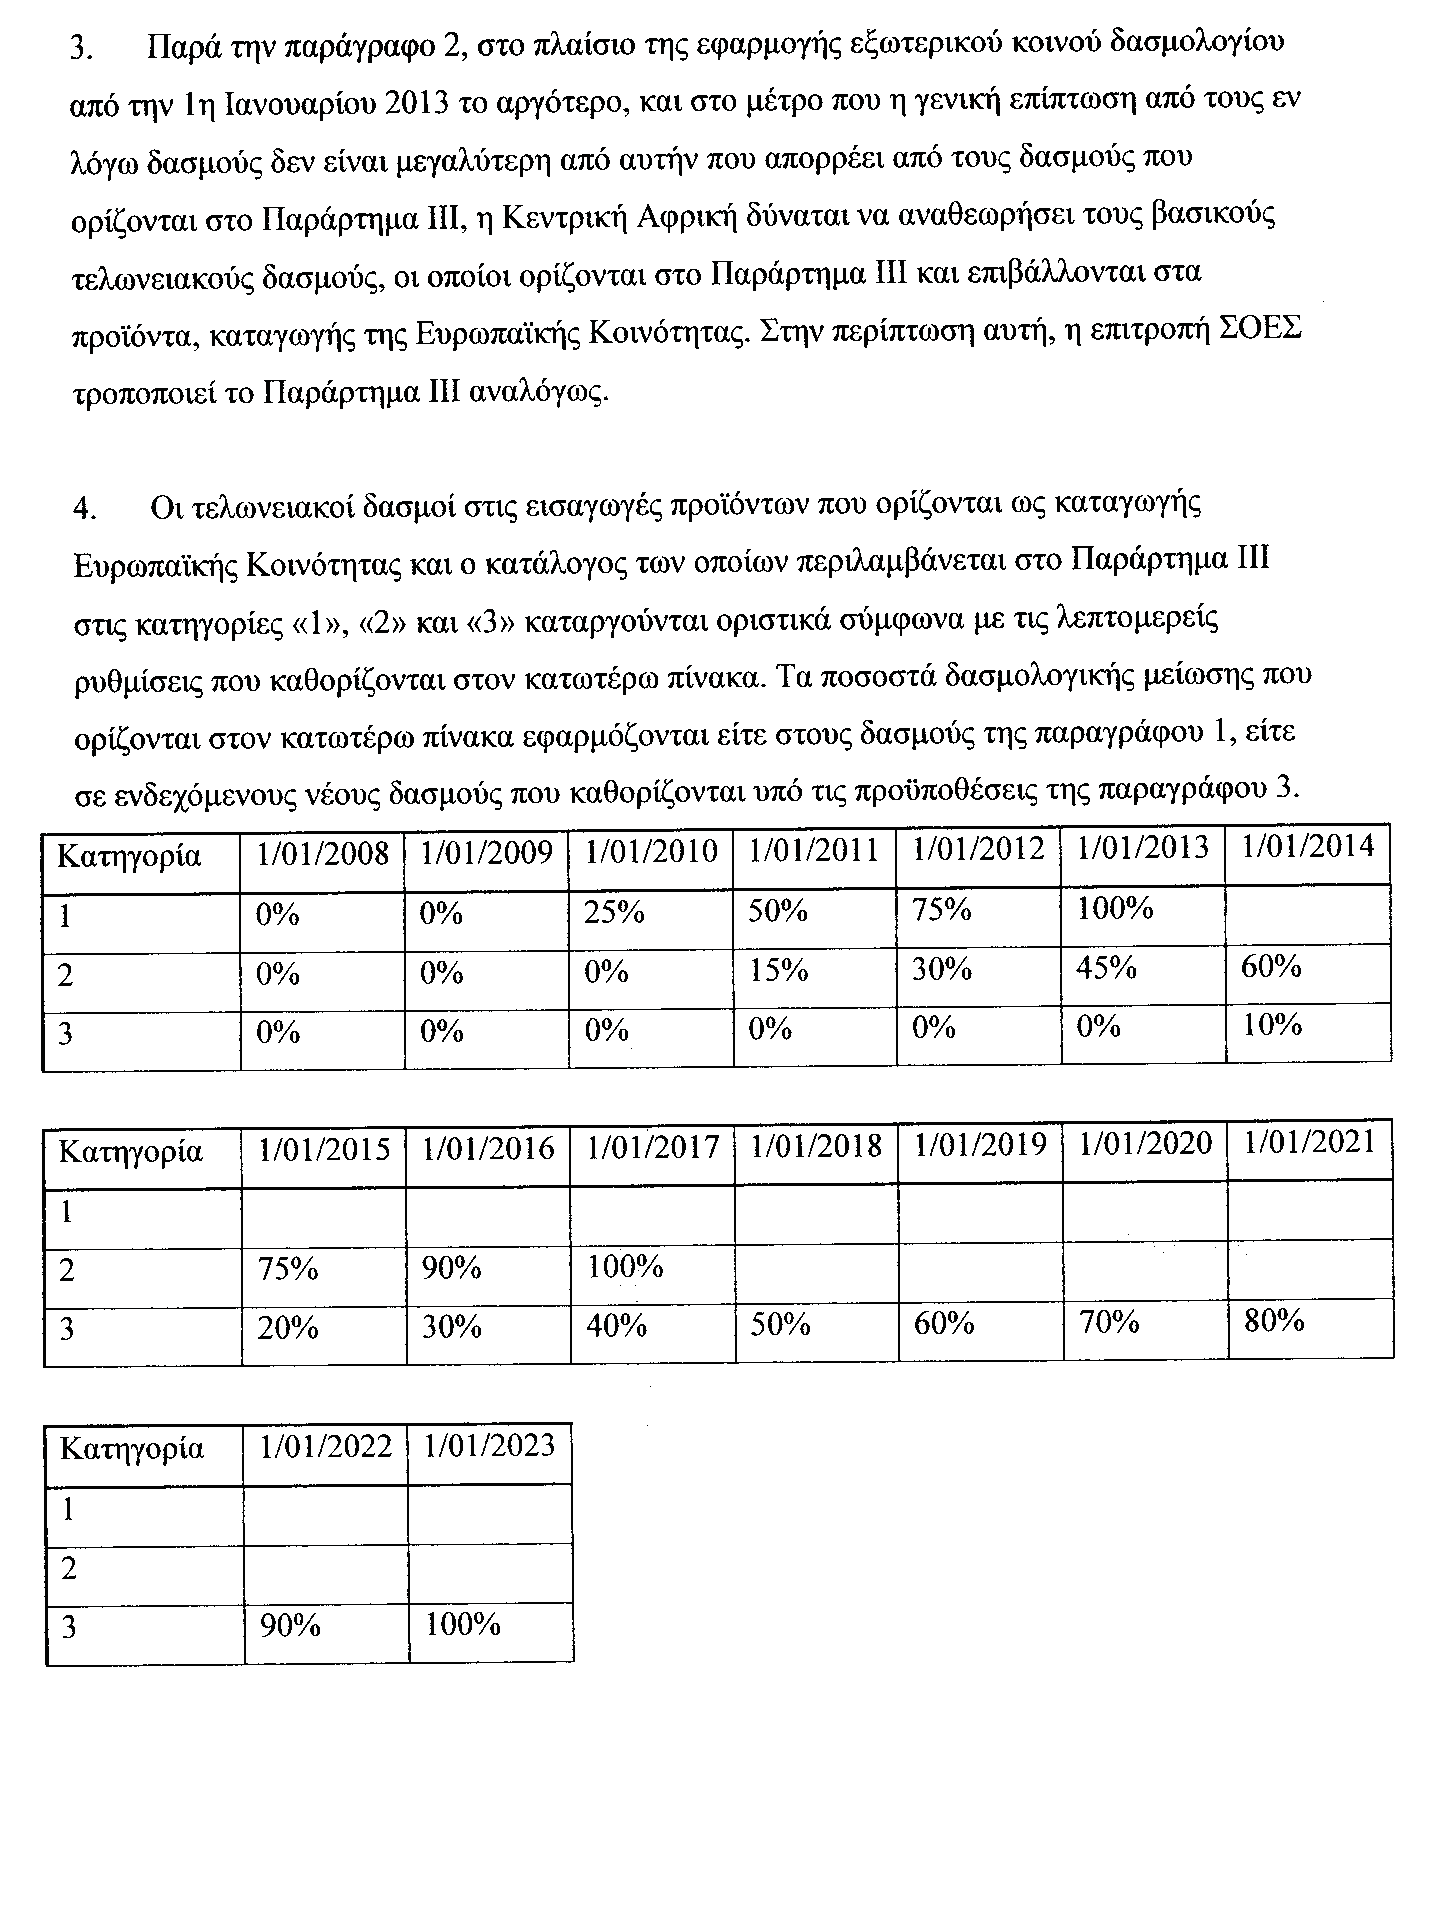 3. Παρά την παράγραφο 2, στο πλαίσιο της εφαρμογής εξωτερικού κοινού δασμολογίου
από την 1η Ιανουαρίου 2013 το αργότερο, και στο μέτρο που η γενική επίπτωση από τους εν
λόγω δασμούς δεν είναι μεγαλύτερη από αυτήν που απορρέει από τους δασμούς που
ορίζονται στο Παράρτημα III, η Κεντρική Αφρική δύναται να αναθεωρήσει τους βασικούς
τελωνειακούς δασμούς, οι οποίοι ορίζονται στο Παράρτημα III και επιβάλλονται στα
προϊόντα, καταγωγής της Ευρωπαϊκής Κοινότητας. Στην περίπτωση αυτή, η επιτροπή ΣΟΕΣ
τροποποιεί το Παράρτημα III αναλόγως.
4. Οι τελωνειακοί δασμοί στις εισαγωγές προϊόντων που ορίζονται ως καταγωγής
Ευρωπαϊκής Κοινότητας και ο κατάλογος των οποίων περιλαμβάνεται στο Παράρτημα III
στις κατηγορίες «1», «2» και «3» καταργούνται οριστικά σύμφωνα με τις λεπτομερείς
ρυθμίσεις που καθορίζονται στον κατωτέρω πίνακα. Τα ποσοστά δασμολογικής μείωσης που
ορίζονται στον κατωτέρω πίνακα εφαρμόζονται είτε στους δασμούς της παραγράφου 1, είτε
σε ενδεχόμενους νέους δασμούς που καθορίζονται υπό τις προϋποθέσεις της παραγράφου 3.
Κατηγορία 1/01/2008 1/01/2009 1/01/2010 1/01/2011 1/01/2012 1/01/2013 1/01/2014
1 0% 0% 25% 50% 75% 100%
2 0% 0% 0% 15% 30% 45% 60%
3 0% 0% 0% 0% 0% 0% 10%
Κατηγορία 1/01/2015 1/01/2016 1/01/2017 1/01/2018 1/01/2019 1/01/2020 1/01/2021
1
2 75% 90% 100%
3 20% 30% 40% 50% 60% 70% 80%
Κατηγορία 1/01/2022 1/01/2023
1
2
3 90% 100%